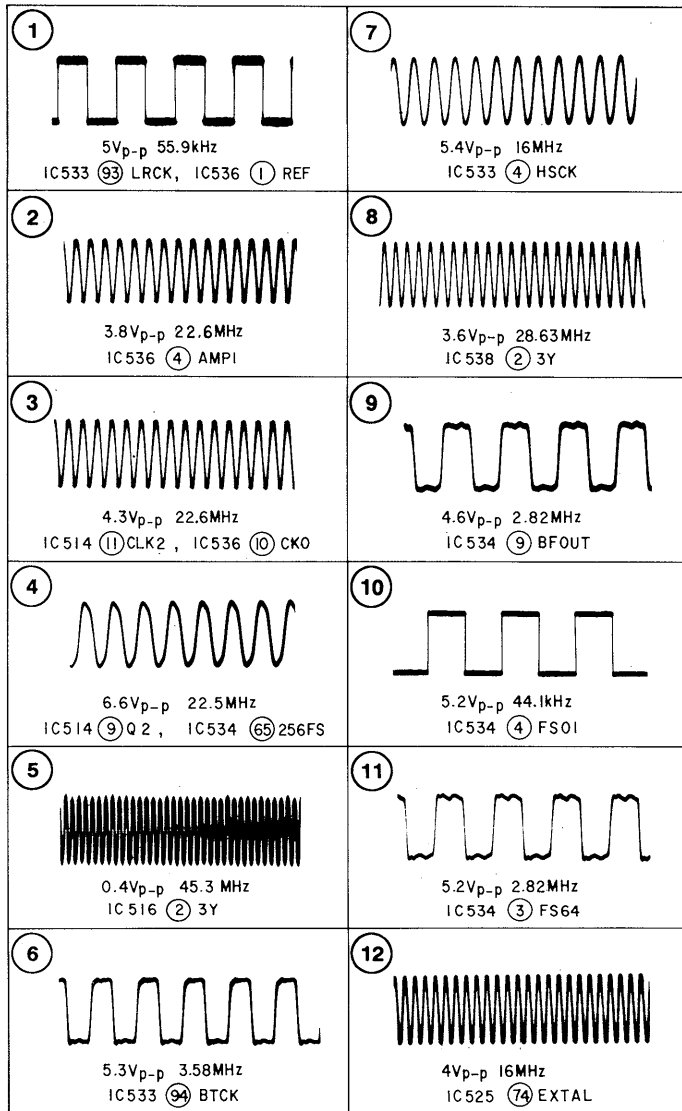 1
5Vp-p 55.9kHz
IC533 93 LRCK, IC536 1 REF
2
3.8Vp-p 22.6MHz
IC536 4 AMPI
3
4.3Vp-p 22.6MHz
IC514 11 CLK2, IC536 10 CKO
4
6.6Vp-p 22.5MHz
IC514 9 Q2, IC534 65 256FS
5
0.4Vp-p 45.3 MHz
IC516 2 3Y
6
5.3Vp-p 3.58MHz
IC533 94 BTCK
7
5.4Vp-p 16MHz
IC533 4 HSCK
8
3.6Vp-p 28.63MHz
IC538 2 3Y
9
4.6Vp-p 2.82MHz
IC534 9 BFOUT
10
5.2Vp-p 44.1kHz
IC534 4 FS01
11
5.2Vp-p 2.82MHz
IC534 3 FS64
12
4Vp-p 16MHz
IC525 74 EXTAL